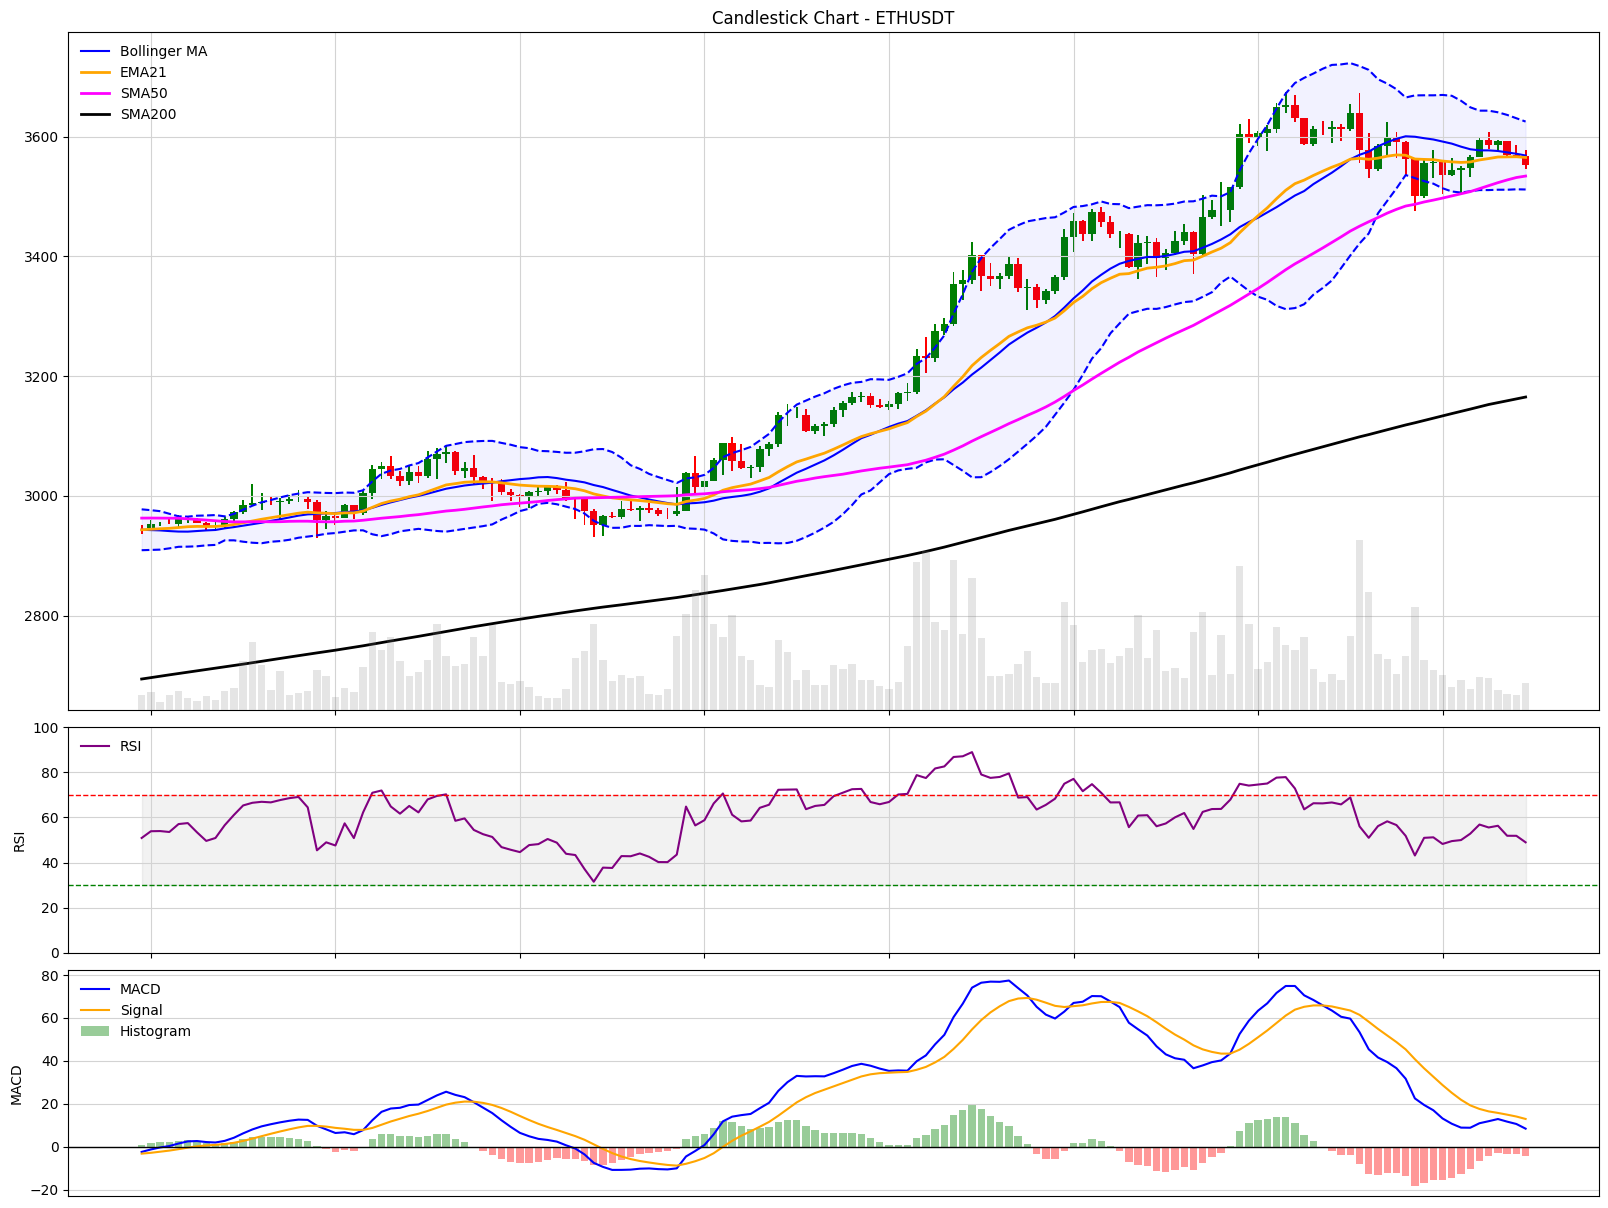 Candlestick Chart - ETHUSDT
Bollinger MA
EMA21
SMA50
SMA200
3600
3400
3200
3000
2800
RSI
100
80
60
40
20
0
RSI
MACD
Signal
Histogram
80
60
40
20
0
−20
MACD